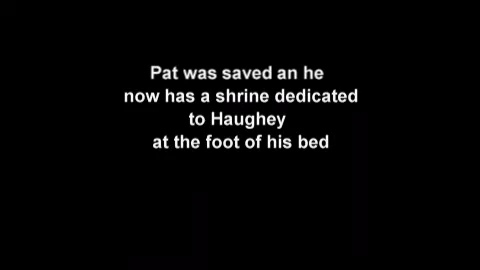 Pat was saved an he
now has a shrine dedicated
to Haughey
at the foot of his bed